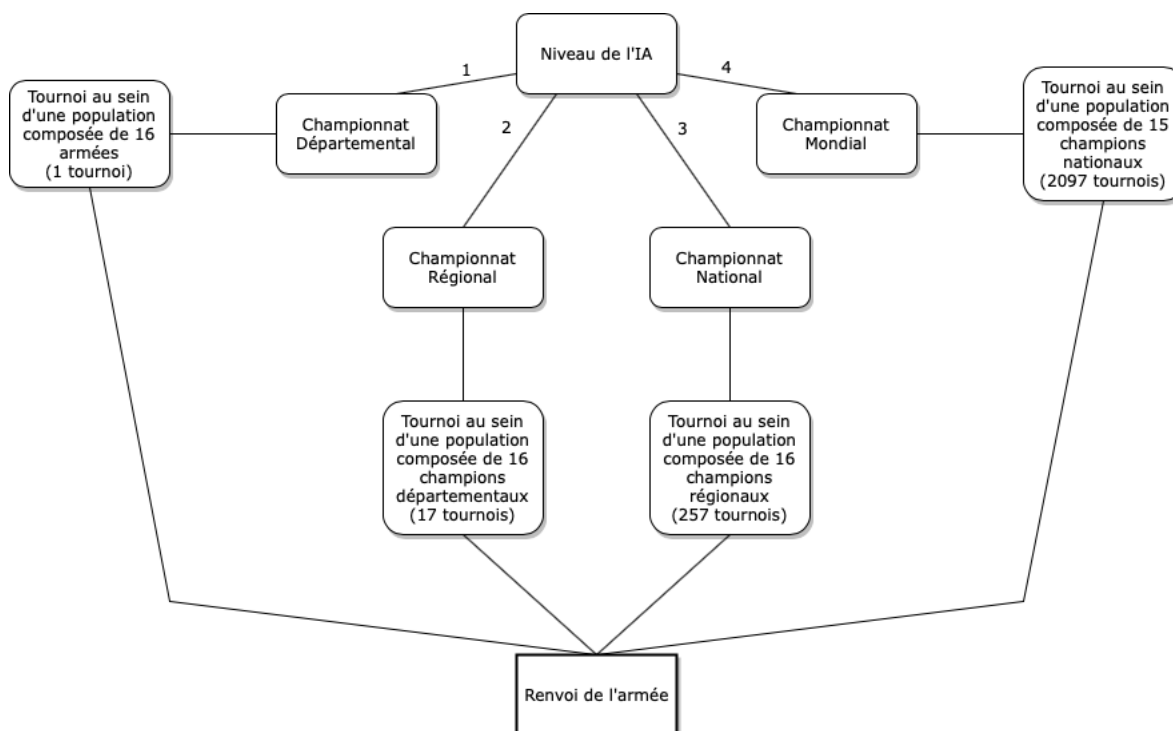 Niveau de l'IA
1
4
2
3
Tournoi au sein
d'une population
composée de 16
armées
(1 tournoi)
Championnat
Départemental
Championnat
Mondial
Tournoi au sein
d'une population
composée de 15
champions
nationaux
(2097 tournois)
Championnat
Régional
Championnat
National
Tournoi au sein
d'une population
composée de 16
champions
départementaux
(17 tournois)
Tournoi au sein
d'une population
composée de 16
champions
régionaux
(257 tournois)
Renvoi de l'armée